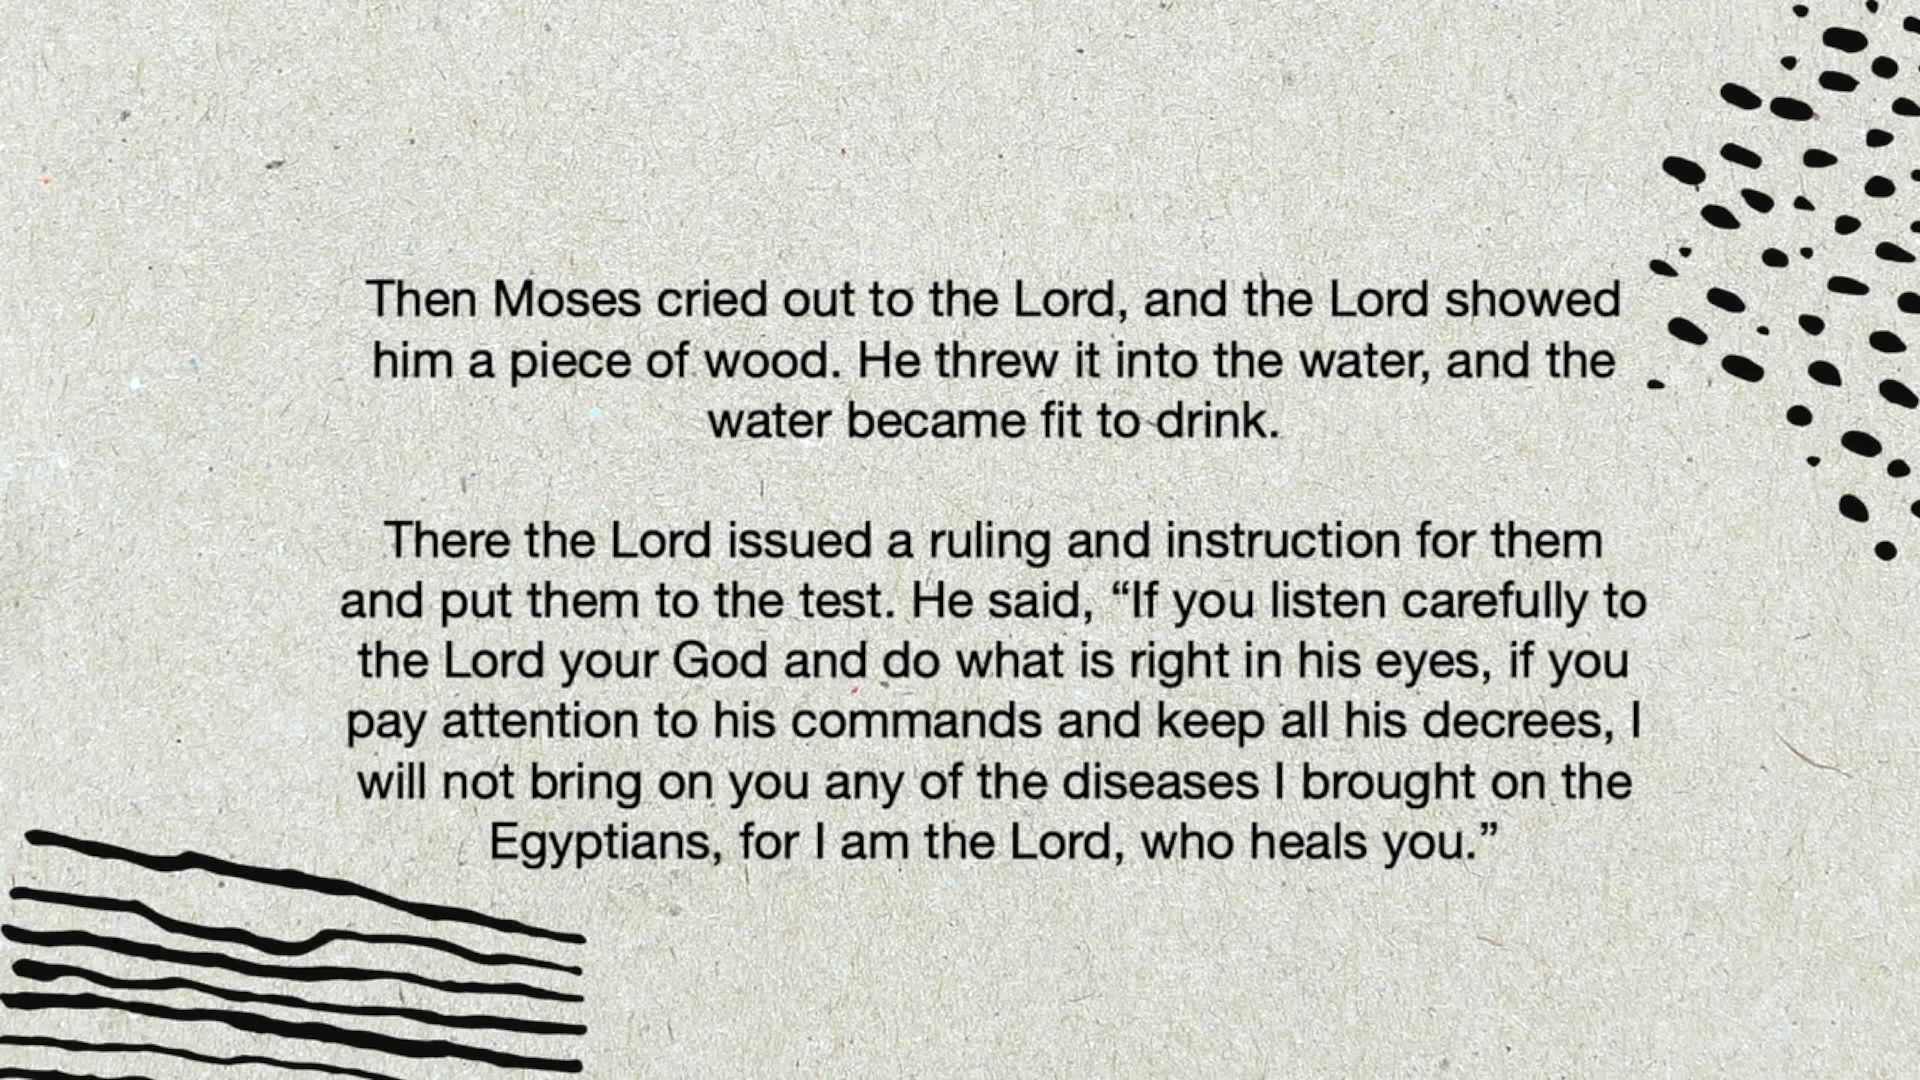 Then Moses cried out to the Lord, and the Lord showed
him a piece of wood. He threw it into the water, and the
water became fit to drink.
There the Lord issued a ruling and instruction for them
and put them to the test. He said, “If you listen carefully to
the Lord your God and do what is right in his eyes, if you
pay attention to his commands and keep all his decrees, I
will not bring on you any of the diseases I brought on the
Egyptians, for I am the Lord, who heals you.”